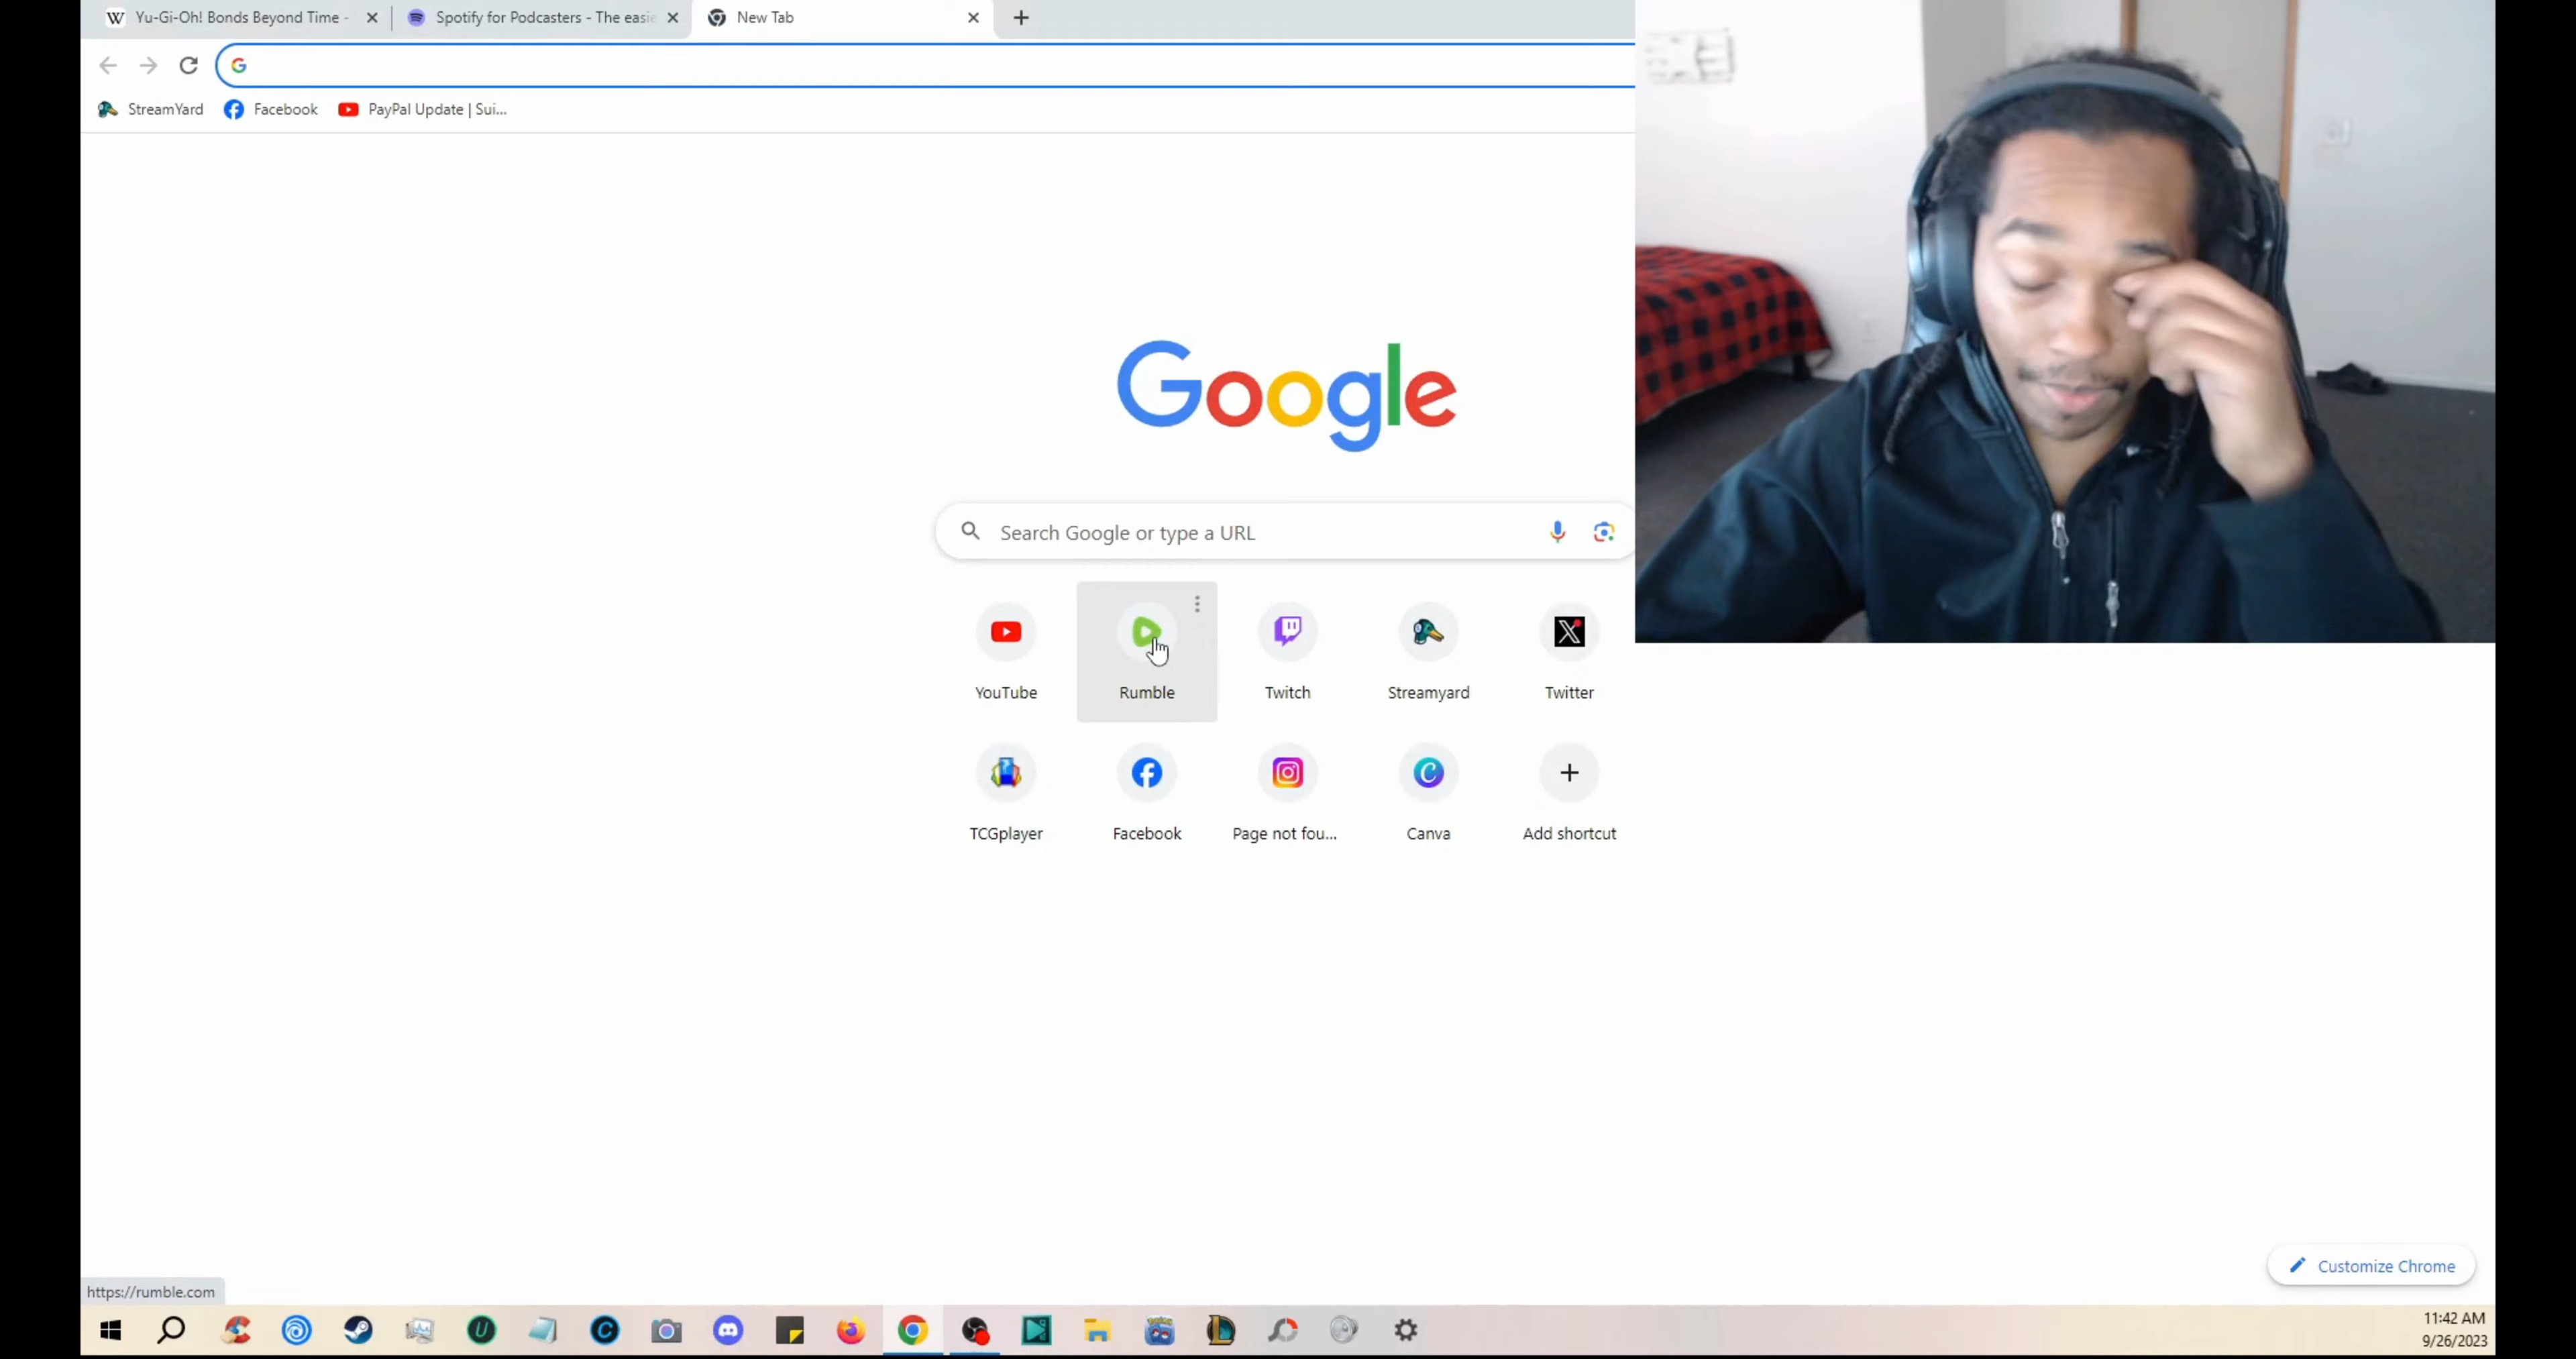 Yu-Gi-Oh! Bonds Beyond Time -
Spotify for Podcasters - The easie
New Tab
StreamYard
Facebook
PayPal Update | Sui...
Google
Search Google or type a URL
YouTube
Rumble
Twitch
Streamyard
Twitter
TCGplayer
Facebook
Page not fou...
Canva
Add shortcut
Customize Chrome
https://rumble.com
11:42 AM
9/26/2023